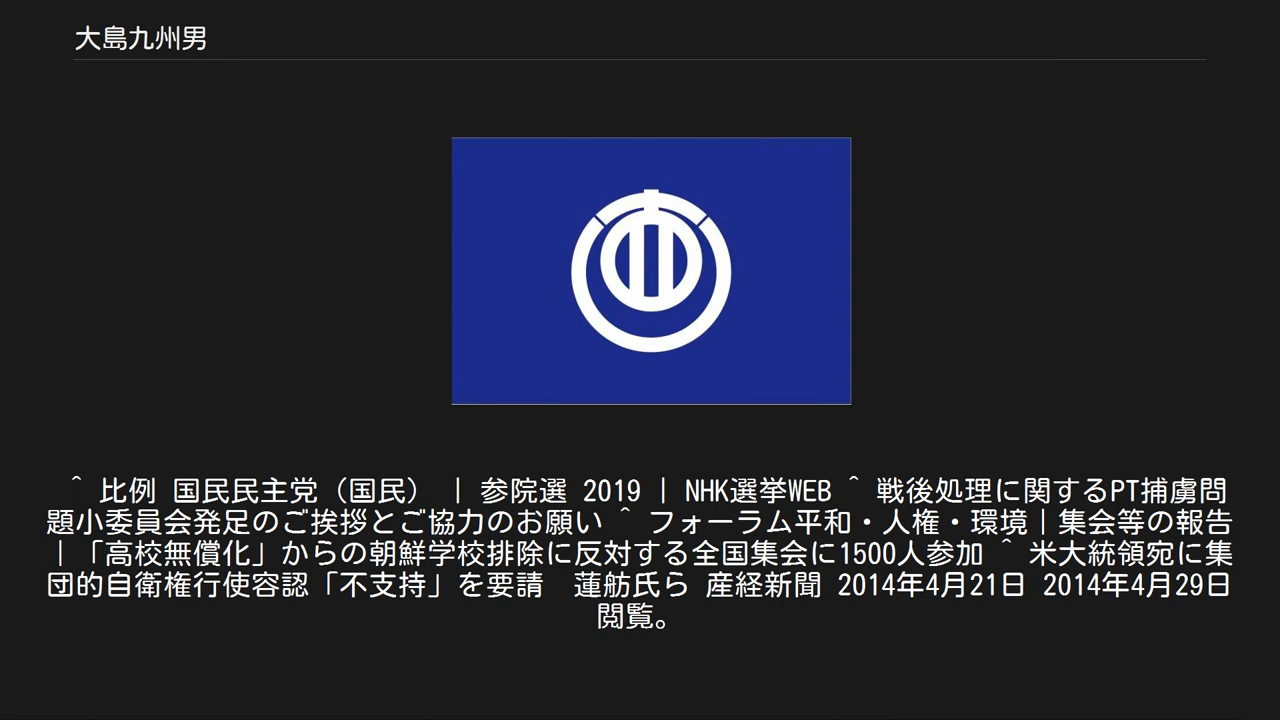 大島九州男
^ 比例 国民民主党（国民） | 参院選 2019 | NHK選挙WEB ^ 戦後処理に関するPT捕虜問
題小委員会発足のご挨拶とご協力のお願い ^ フォーラム平和・人権・環境｜集会等の報告
｜「高校無償化」からの朝鮮学校排除に反対する全国集会に1500人参加 ^ 米大統領宛に集
団的自衛権行使容認「不支持」を要請　蓮舫氏ら 産経新聞 2014年4月21日 2014年4月29日
閲覧。